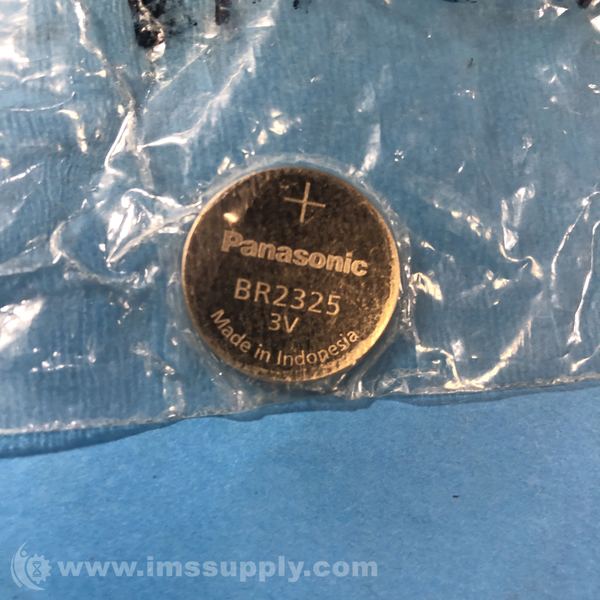 +
Panasonic
BR2325
3V
Made in Indonesia
www.imssupply.com